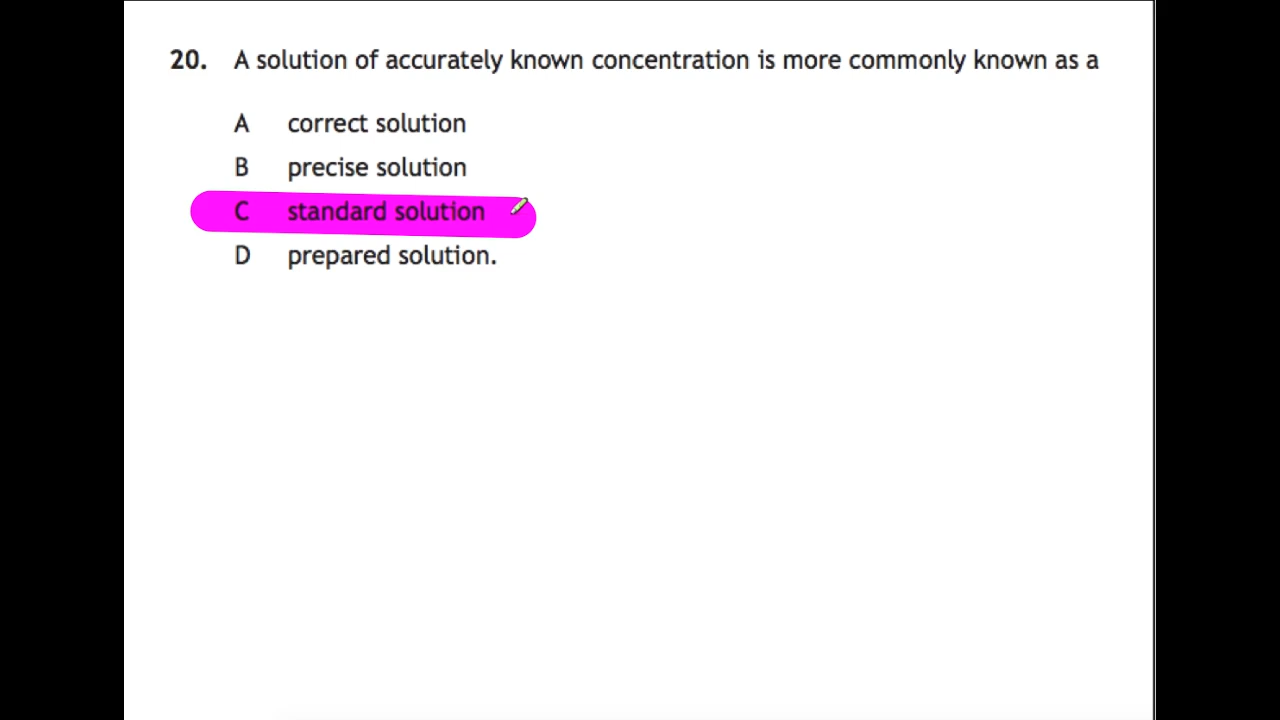 20. A solution of accurately known concentration is more commonly known as a
A correct solution
B precise solution
C standard solution
D prepared solution.